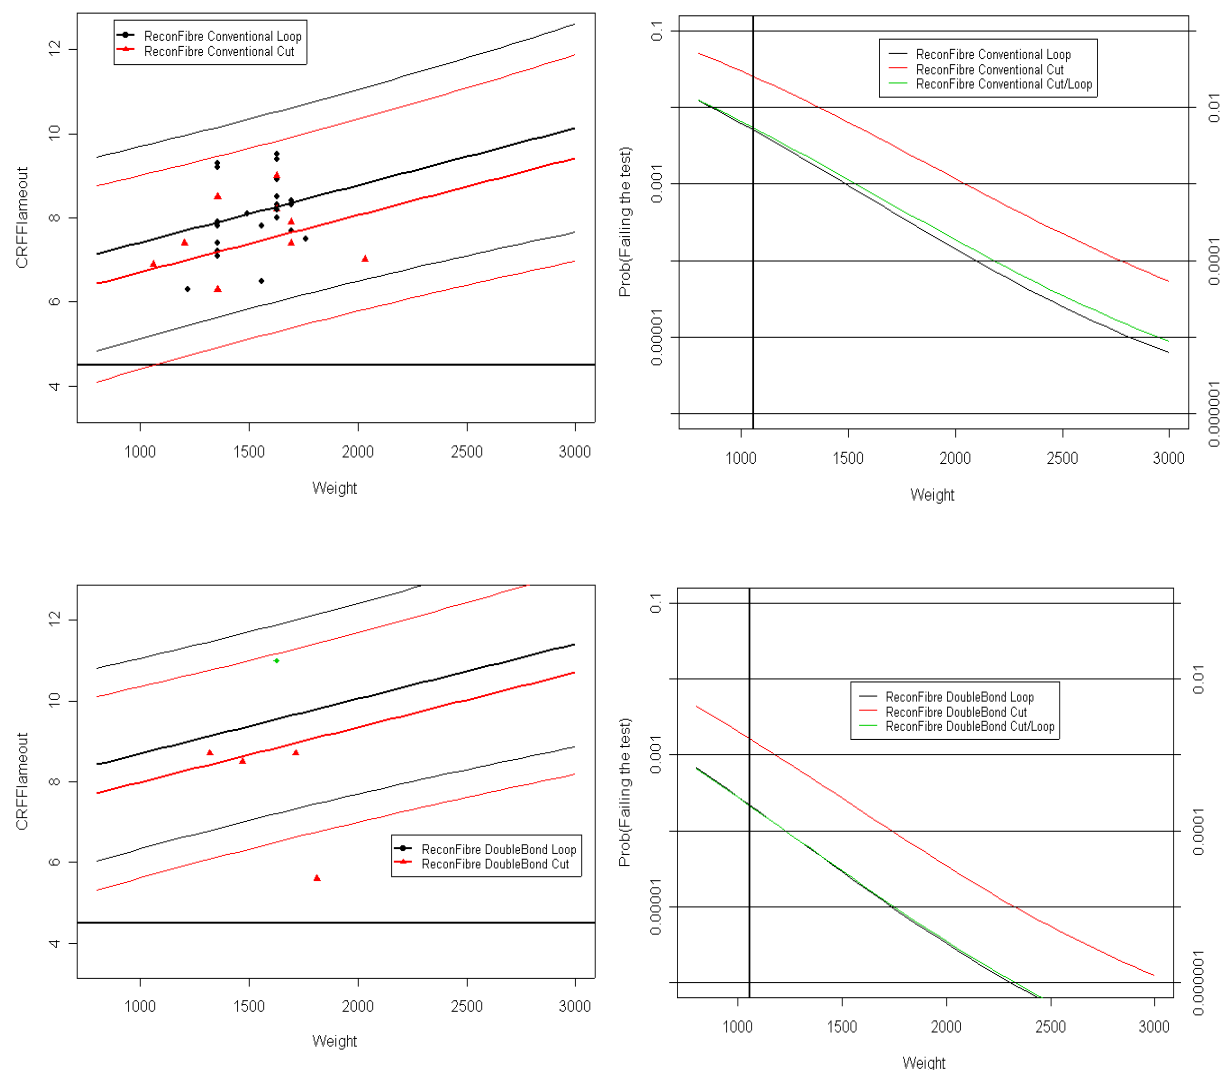 ReconFibre Conventional Loop
ReconFibre Conventional Cut
CRFFlameout
4
6
8
10
12
1000
1500
2000
2500
3000
Weight
ReconFibre Conventional Loop
ReconFibre Conventional Cut
ReconFibre Conventional Cut/Loop
Prob(Failing the test)
0.1
0.001
0.00001
0.01
0.0001
0.000001
1000
1500
2000
2500
3000
Weight
ReconFibre DoubleBond Loop
ReconFibre DoubleBond Cut
CRFFlameout
4
6
8
10
12
1000
1500
2000
2500
3000
Weight
ReconFibre DoubleBond Loop
ReconFibre DoubleBond Cut
ReconFibre DoubleBond Cut/Loop
Prob(Failing the test)
0.1
0.001
0.00001
0.01
0.0001
0.000001
1000
1500
2000
2500
3000
Weight